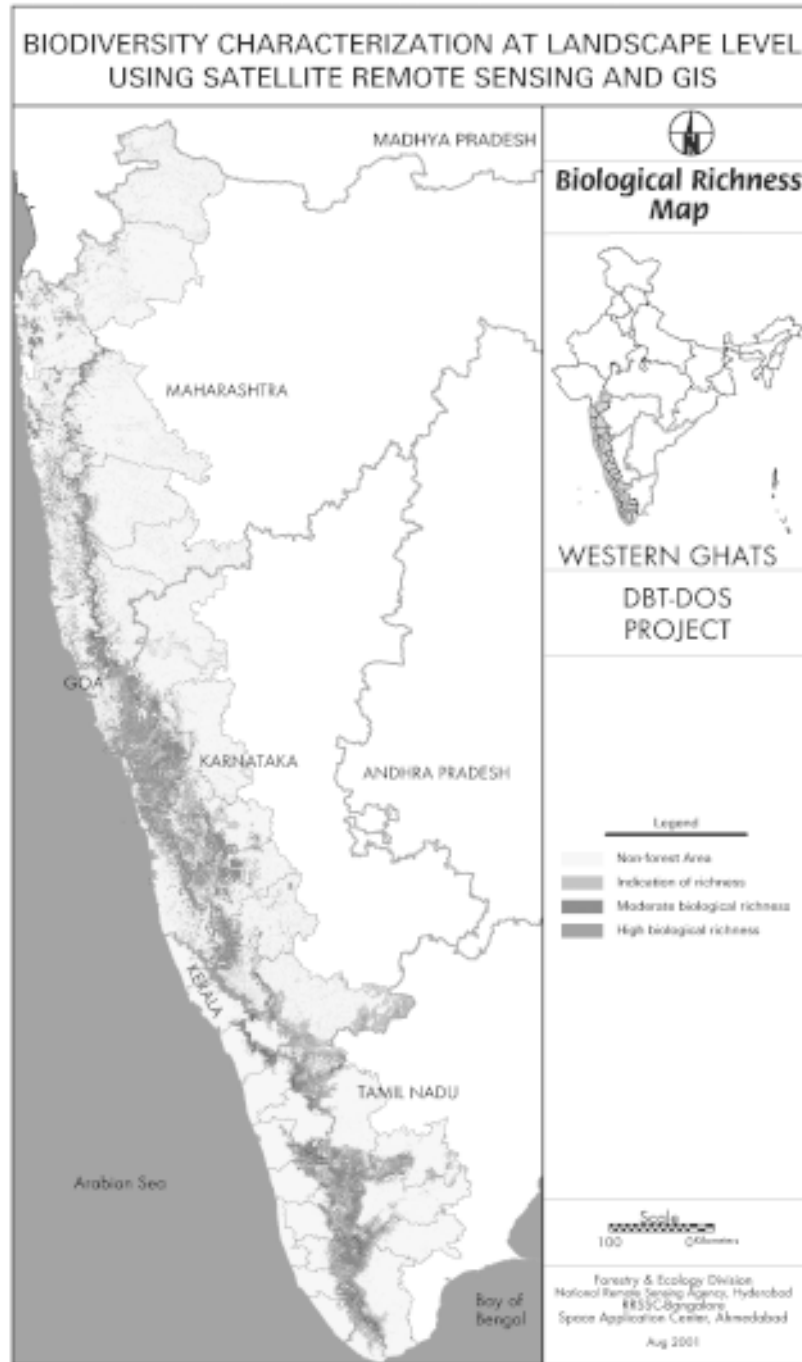 BIODIVERSITY CHARACTERIZATION AT LANDSCAPE LEVEL
USING SATELLITE REMOTE SENSING AND GIS
MADHYA PRADESH
MAHARASHTRA
GOA
KARNATAKA
ANDHRA PRADESH
KERALA
TAMIL NADU
Arabian Sea
Bay of
Bengal
N
Biological Richness
Map
WESTERN GHATS
DBT-DOS
PROJECT
Legend
Non-forest Area
Indication of richness
Moderate biological richness
High biological richness
Scale
100 0 Kilometers
Forestry & Ecology Division
National Remote Sensing Agency, Hyderabad
RRSSC-Bangalore
Space Application Center, Ahmedabad
Aug 2001